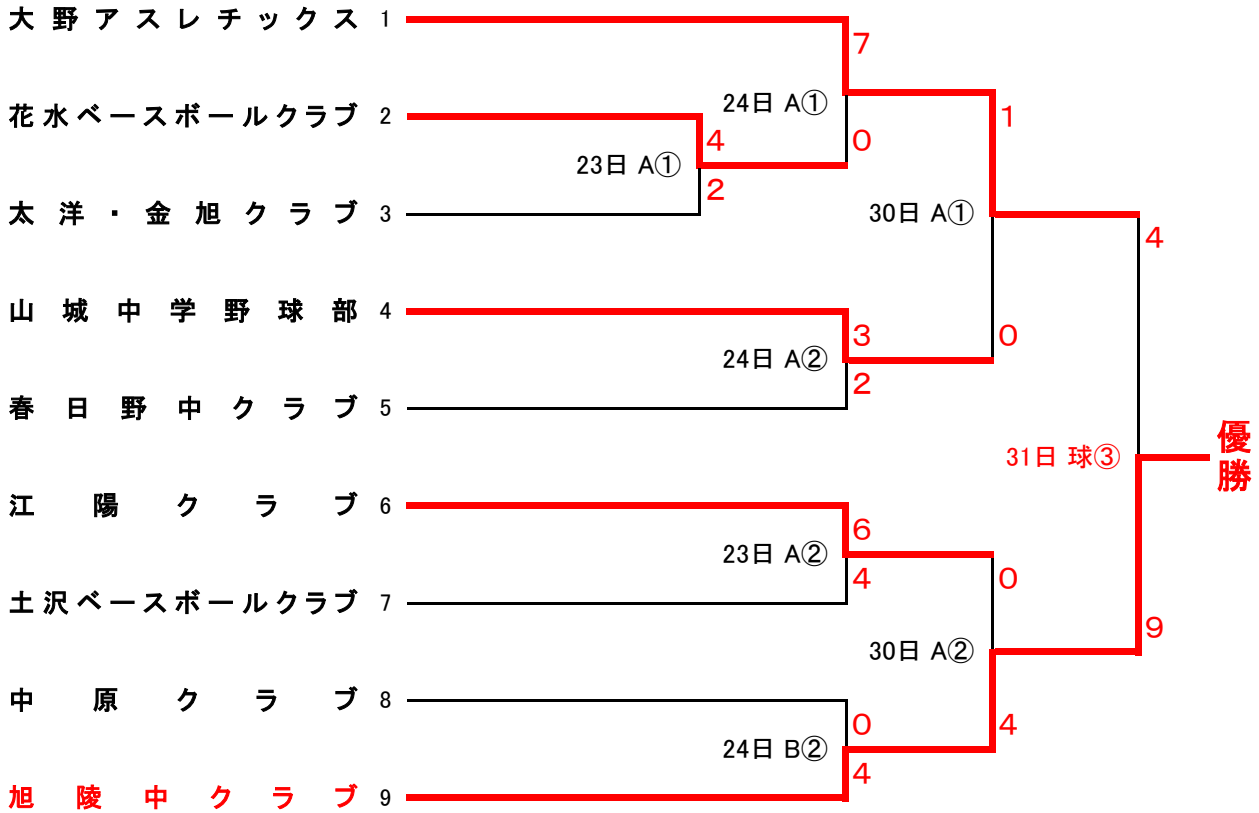 大野アスレチックス 1
7
24日 A①
1
花水ベースボールクラブ 2
4
0
23日 A①
2
太洋・金旭クラブ 3
30日 A①
4
山城中学野球部 4
3
0
24日 A②
2
春日野中クラブ 5
31日 球③
優勝
江陽クラブ 6
6
23日 A②
0
4
土沢ベースボールクラブ 7
9
30日 A②
中原クラブ 8
0
4
24日 B②
4
旭陵中クラブ 9